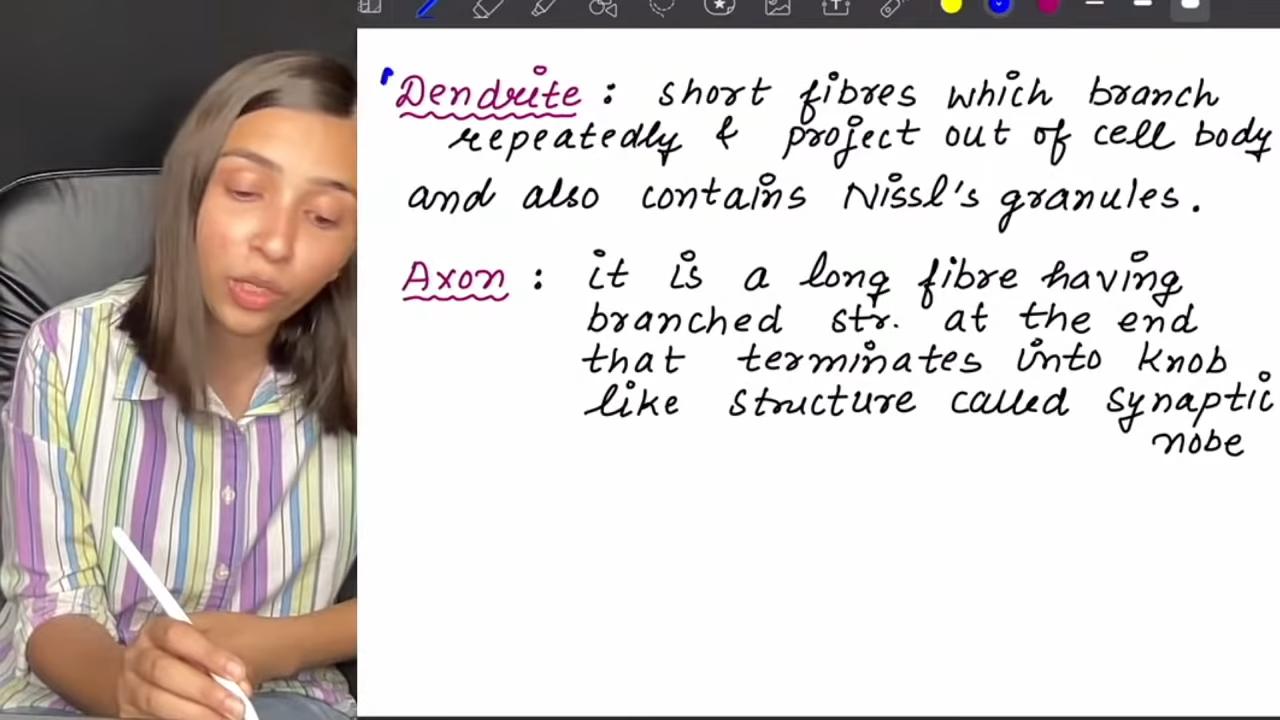 Dendrite : short fibres which branch
repeatedly & project out of cell body
and also contains Nissl's granules.
Axon : it is a long fibre having
branched str. at the end
that terminates into knob
like structure called synaptic
nobe